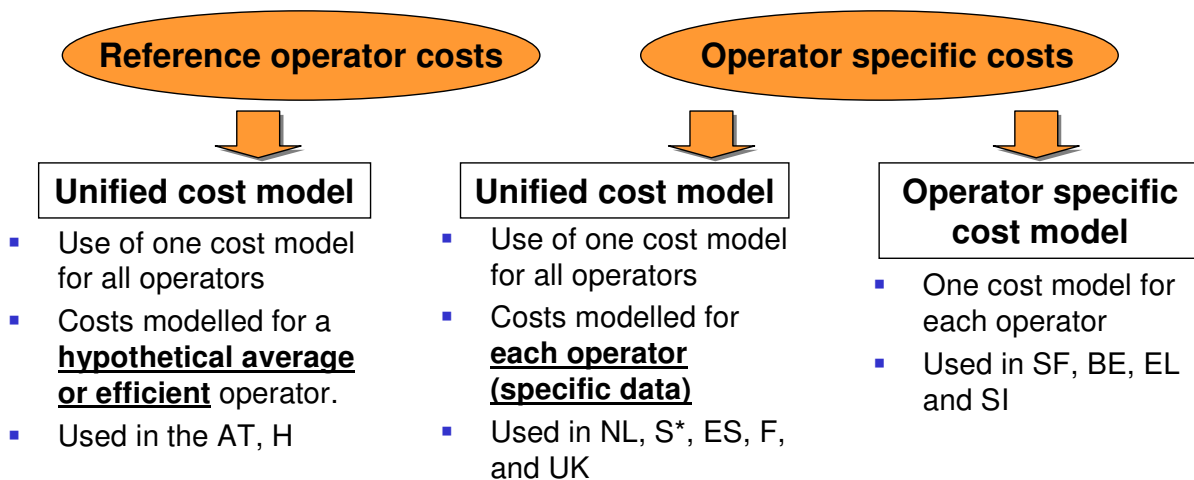 Reference operator costs
Operator specific costs
Unified cost model
▪ Use of one cost model
for all operators
▪ Costs modelled for a
hypothetical average
or efficient operator.
▪ Used in the AT, H
Unified cost model
▪ Use of one cost model
for all operators
▪ Costs modelled for
each operator
(specific data)
▪ Used in NL, S*, ES, F,
and UK
Operator specific
cost model
▪ One cost model for
each operator
▪ Used in SF, BE, EL
and SI